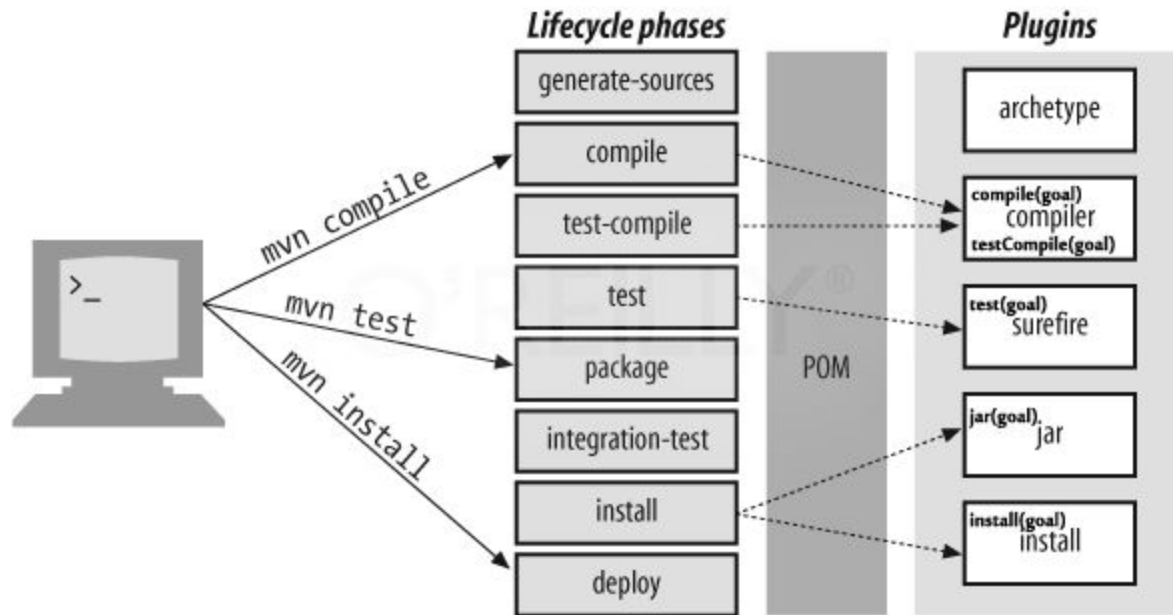 Lifecycle phases
Plugins
generate-sources
archetype
mvn compile
compile
compile(goal)
compiler
testCompile(goal)
test-compile
>_
O'REILLY®
mvn test
test
test(goal)
surefire
POM
package
mvn install
integration-test
jar(goal)
jar
install
install(goal)
install
deploy